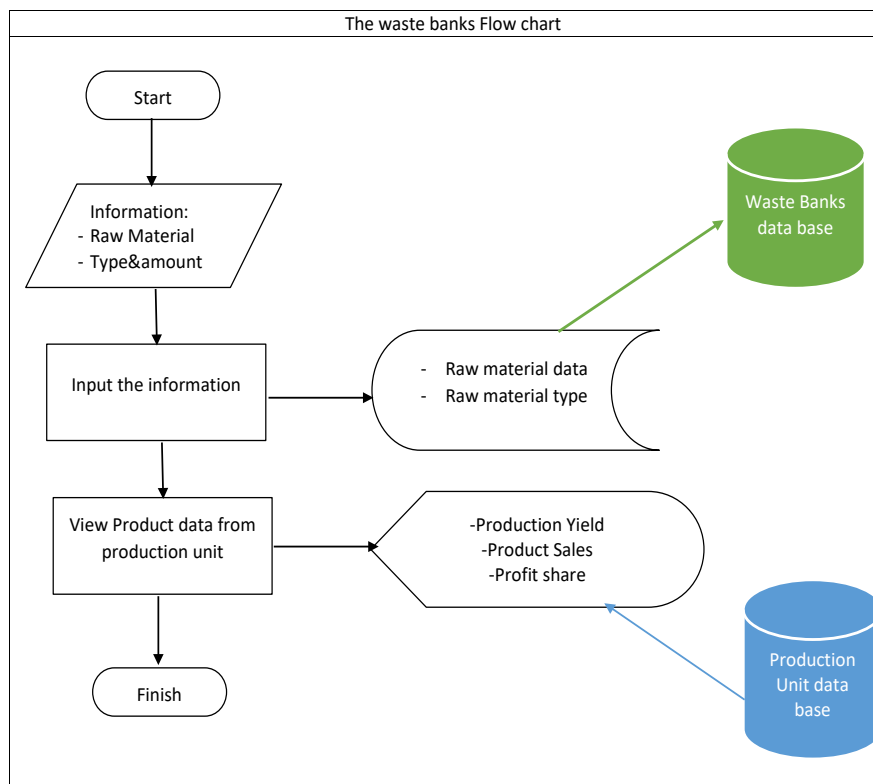 The waste banks Flow chart
Start
Information:
- Raw Material
- Type&amount
Waste Banks
data base
Input the information
- Raw material data
- Raw material type
View Product data from
production unit
-Production Yield
-Product Sales
-Profit share
Production
Unit data
base
Finish